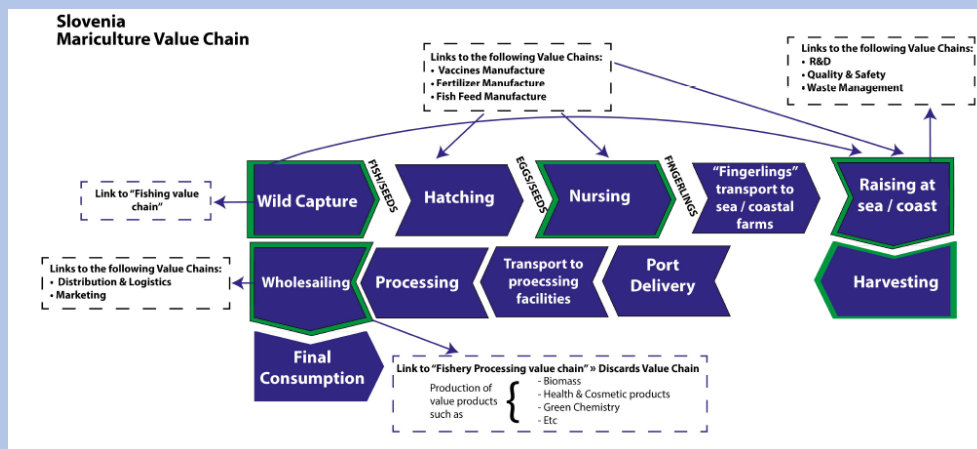 Slovenia
Mariculture Value Chain
Links to the following Value Chains:
• Vaccines Manufacture
• Fertilizer Manufacture
• Fish Feed Manufacture
Links to the following Value Chains:
• R&D
• Quality & Safety
• Waste Management
Link to “Fishing value
chain”
Wild Capture
FISH/SEEDS
Hatching
EGGS/SEEDS
Nursing
FINGERLINGS
“Fingerlings”
transport to
sea / coastal
farms
Raising at
sea / coast
Links to the following Value Chains:
• Distribution & Logistics
• Marketing
Wholesailing
Processing
Transport to
proecssing
facilities
Port
Delivery
Harvesting
Final
Consumption
Link to “Fishery Processing value chain” » Discards Value Chain
Production of
value products
such as
{
- Biomass
- Health & Cosmetic products
- Green Chemistry
- Etc